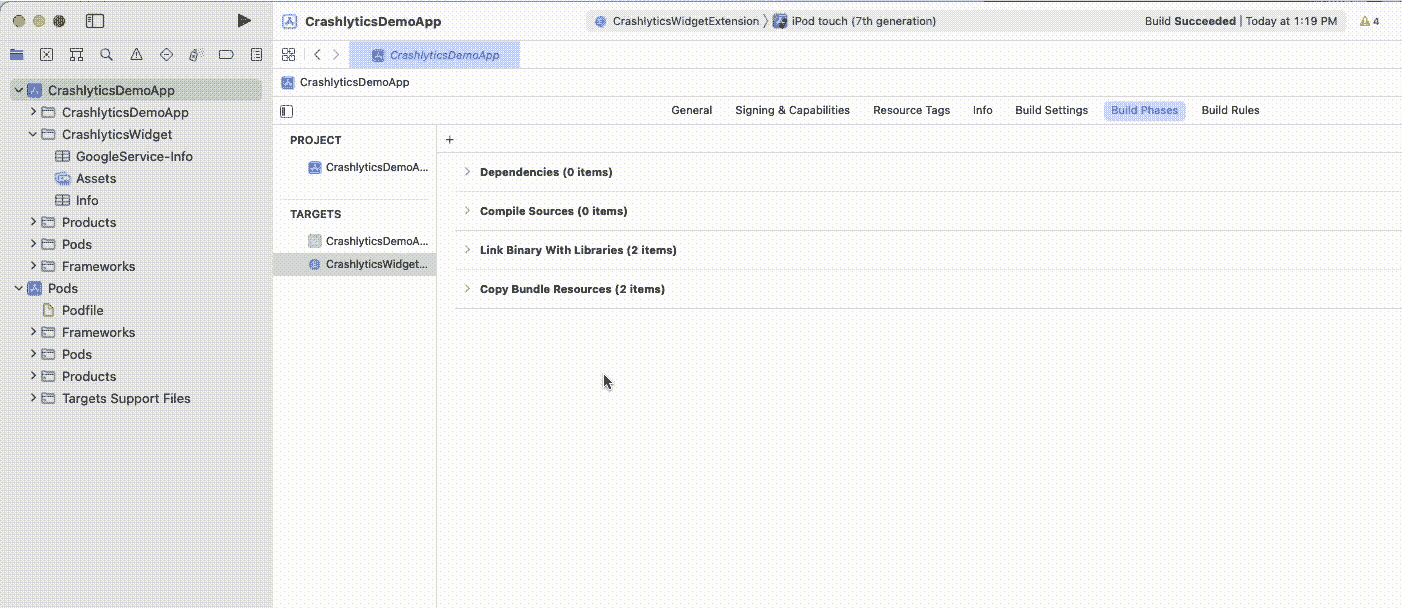 CrashlyticsDemoApp
CrashlyticsWidgetExtension 〉 iPod touch (7th generation)
Build Succeeded | Today at 1:19 PM
4
CrashlyticsDemoApp
CrashlyticsDemoApp
General Signing & Capabilities Resource Tags Info Build Settings Build Phases Build Rules
CrashlyticsDemoApp
CrashlyticsDemoApp
CrashlyticsWidget
GoogleService-Info
Assets
Info
Products
Pods
Frameworks
Pods
Podfile
Frameworks
Pods
Products
Targets Support Files
PROJECT
CrashlyticsDemoA...
TARGETS
CrashlyticsDemoA...
CrashlyticsWidget...
+
Dependencies (0 items)
Compile Sources (0 items)
Link Binary With Libraries (2 items)
Copy Bundle Resources (2 items)